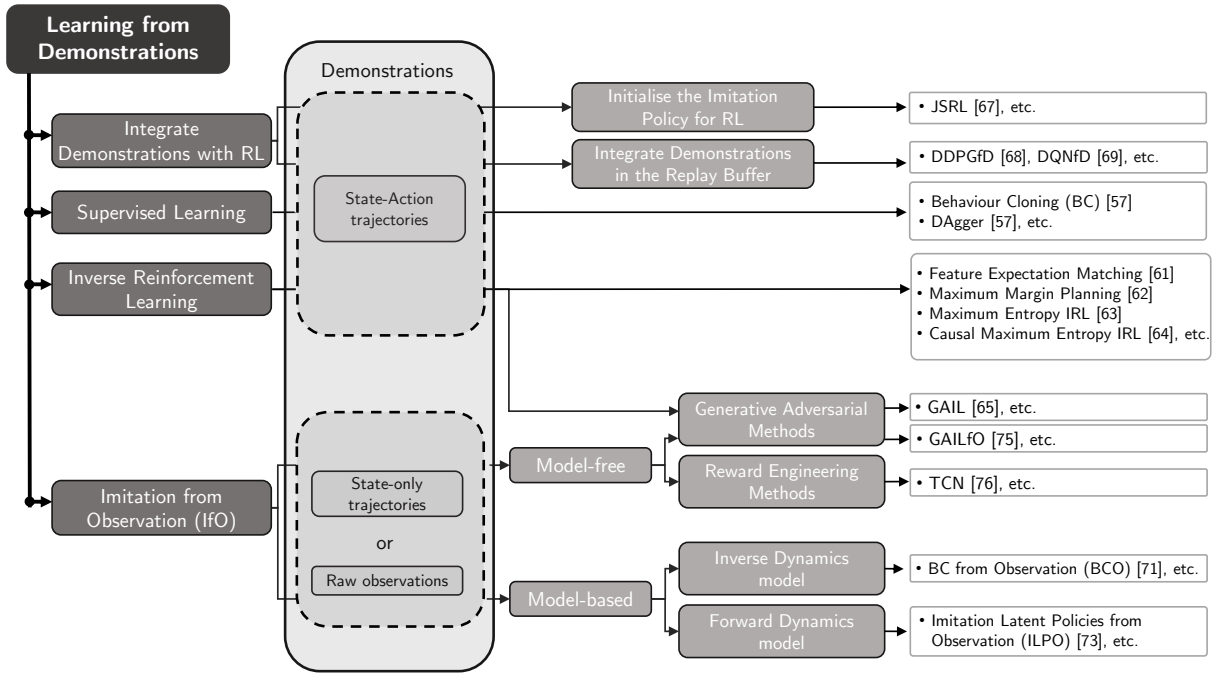 Learning from
Demonstrations
Demonstrations
Integrate
Demonstrations with RL
Supervised Learning
Inverse Reinforcement
Learning
Imitation from
Observation (IfO)
State-Action
trajectories
State-only
trajectories
or
Raw observations
Initialise the Imitation
Policy for RL
Integrate Demonstrations
in the Replay Buffer
Model-free
Model-based
Generative Adversarial
Methods
Reward Engineering
Methods
Inverse Dynamics
model
Forward Dynamics
model
• JSRL [67], etc.
• DDPGfD [68], DQNfD [69], etc.
• Behaviour Cloning (BC) [57]
• DAgger [57], etc.
• Feature Expectation Matching [61]
• Maximum Margin Planning [62]
• Maximum Entropy IRL [63]
• Causal Maximum Entropy IRL [64], etc.
• GAIL [65], etc.
• GAILfO [75], etc.
• TCN [76], etc.
• BC from Observation (BCO) [71], etc.
• Imitation Latent Policies from
Observation (ILPO) [73], etc.